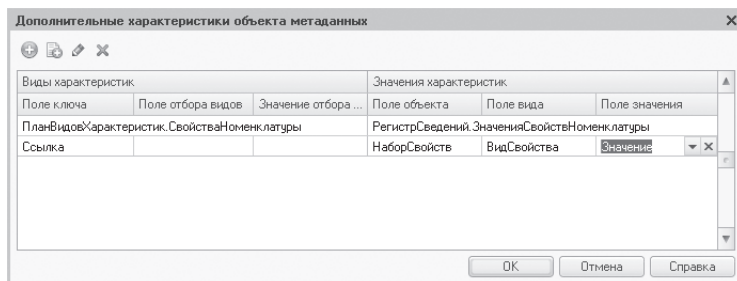 Дополнительные характеристики объекта метаданных
Виды характеристик Значения характеристик
Поле ключа Поле отбора видов Значение отбора ... Поле объекта Поле вида Поле значения
ПланВидовХарактеристик.СвойстваНоменклатуры РегистрСведений.ЗначенияСвойствНоменклатуры
Ссылка НаборСвойств ВидСвойства Значение
ОК Отмена Справка